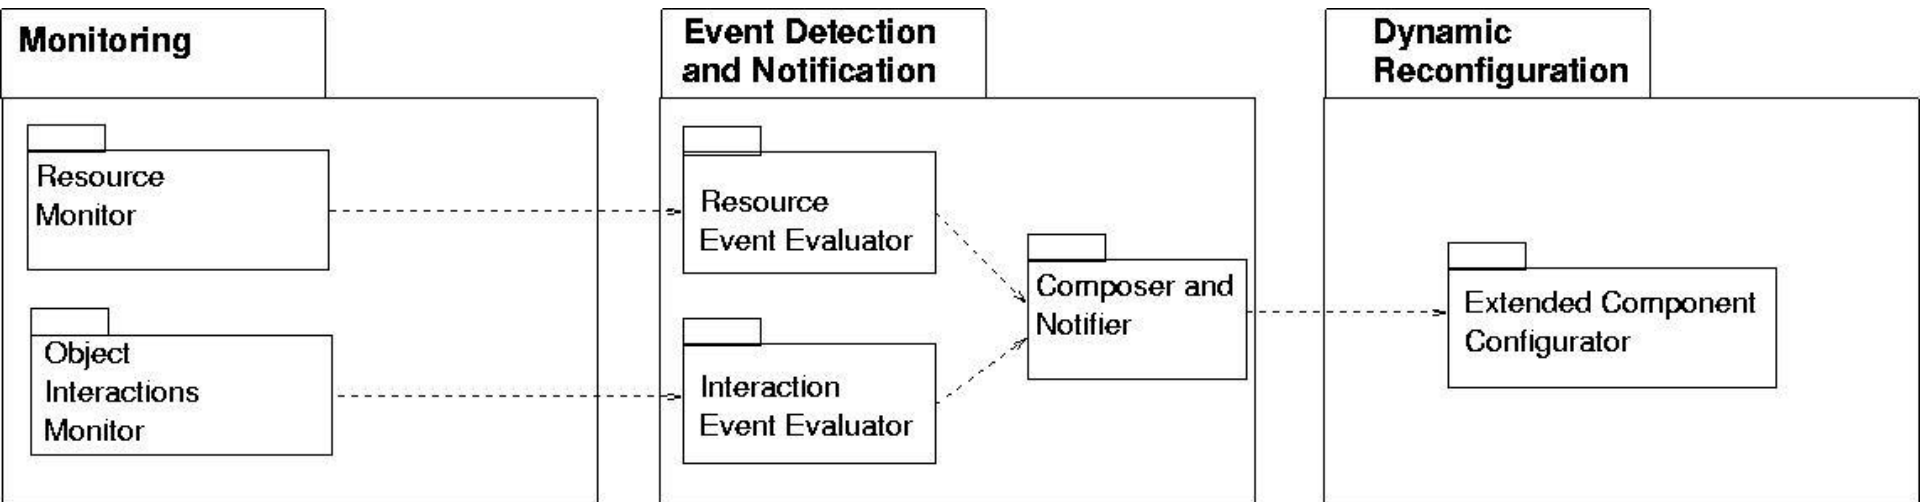 Monitoring
Resource
Monitor
Object
Interactions
Monitor
Event Detection
and Notification
Resource
Event Evaluator
Interaction
Event Evaluator
Composer and
Notifier
Dynamic
Reconfiguration
Extended Component
Configurator